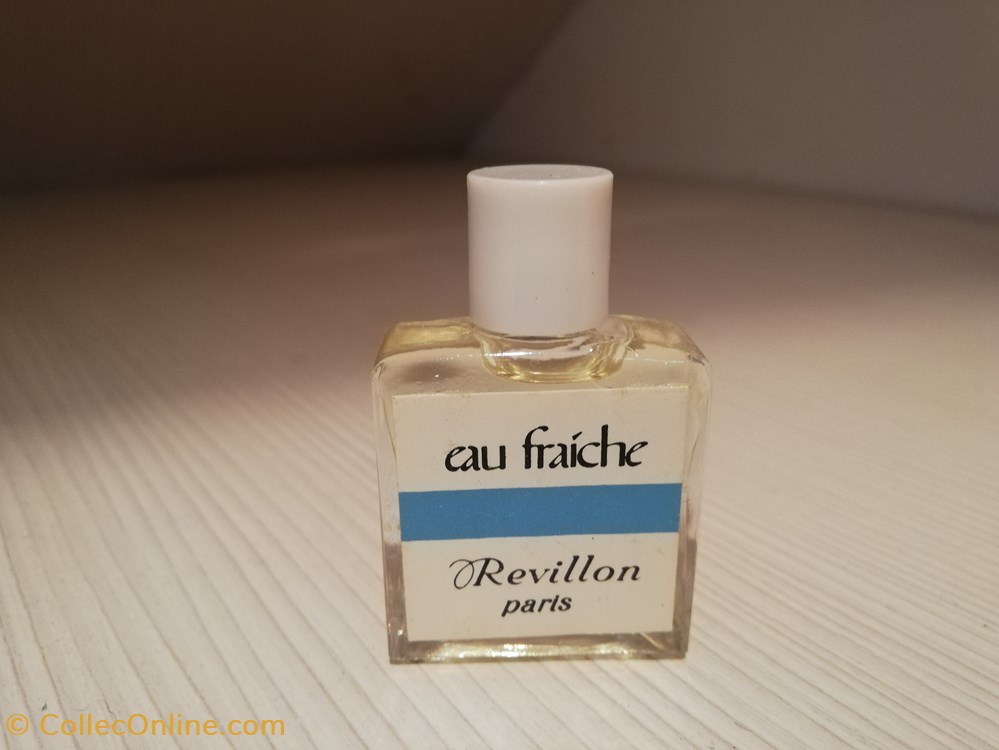 eau fraiche
Revillon
paris
© CollecOnline.com